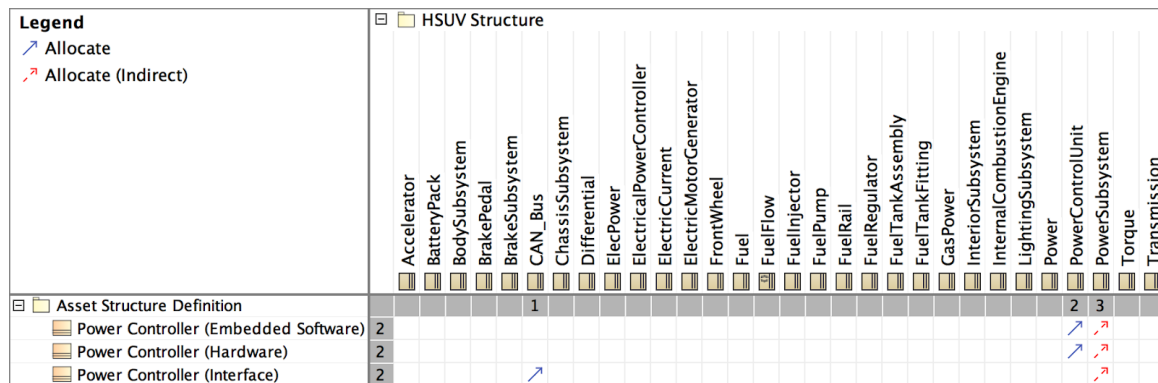 Legend
Allocate
Allocate (Indirect)
HSUV Structure
Accelerator
BatteryPack
BodySubsystem
BrakePedal
BrakeSubsystem
CAN_Bus
ChassisSubsystem
Differential
ElecPower
ElectricalPowerController
ElectricCurrent
ElectricMotorGenerator
FrontWheel
Fuel
FuelFlow
FuelInjector
FuelPump
FuelRail
FuelRegulator
FuelTankAssembly
FuelTankFitting
GasPower
InteriorSubsystem
InternalCombustionEngine
LightingSubsystem
Power
PowerControlUnit
PowerSubsystem
Torque
Transmission
Asset Structure Definition 1 2 3
Power Controller (Embedded Software) 2
Power Controller (Hardware) 2
Power Controller (Interface) 2